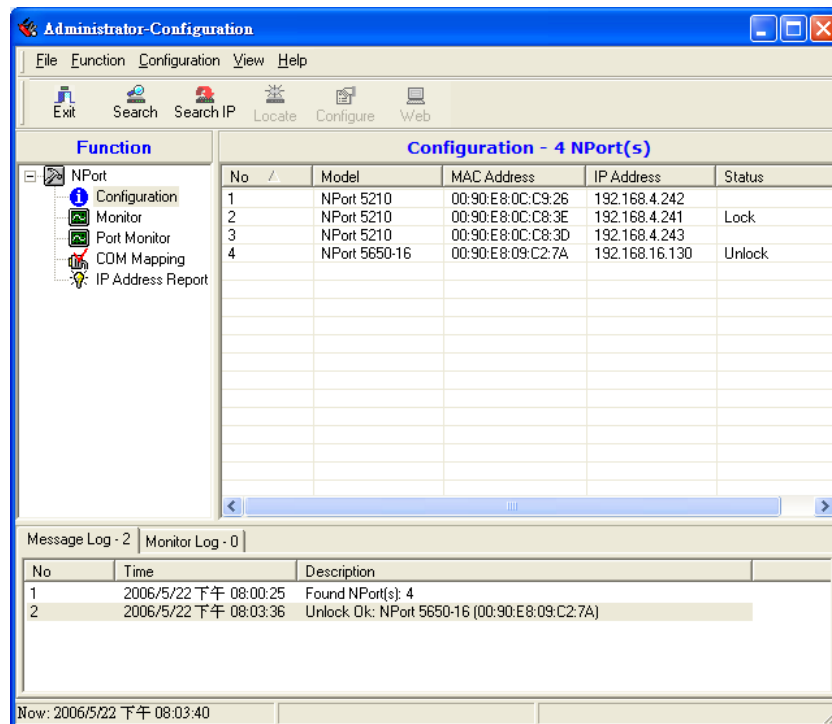 Administrator-Configuration
File Function Configuration View Help
Exit Search Search IP Locate Configure Web
Function
Configuration - 4 NPort(s)
NPort
Configuration
Monitor
Port Monitor
COM Mapping
IP Address Report
No Model MAC Address IP Address Status
1 NPort 5210 00:90:E8:0C:C9:26 192.168.4.242
2 NPort 5210 00:90:E8:0C:C8:3E 192.168.4.241 Lock
3 NPort 5210 00:90:E8:0C:C8:3D 192.168.4.243
4 NPort 5650-16 00:90:E8:09:C2:7A 192.168.16.130 Unlock
Message Log - 2 Monitor Log - 0
No Time Description
1 2006/5/22 下午 08:00:25 Found NPort(s): 4
2 2006/5/22 下午 08:03:36 Unlock Ok: NPort 5650-16 (00:90:E8:09:C2:7A)
Now: 2006/5/22 下午 08:03:40